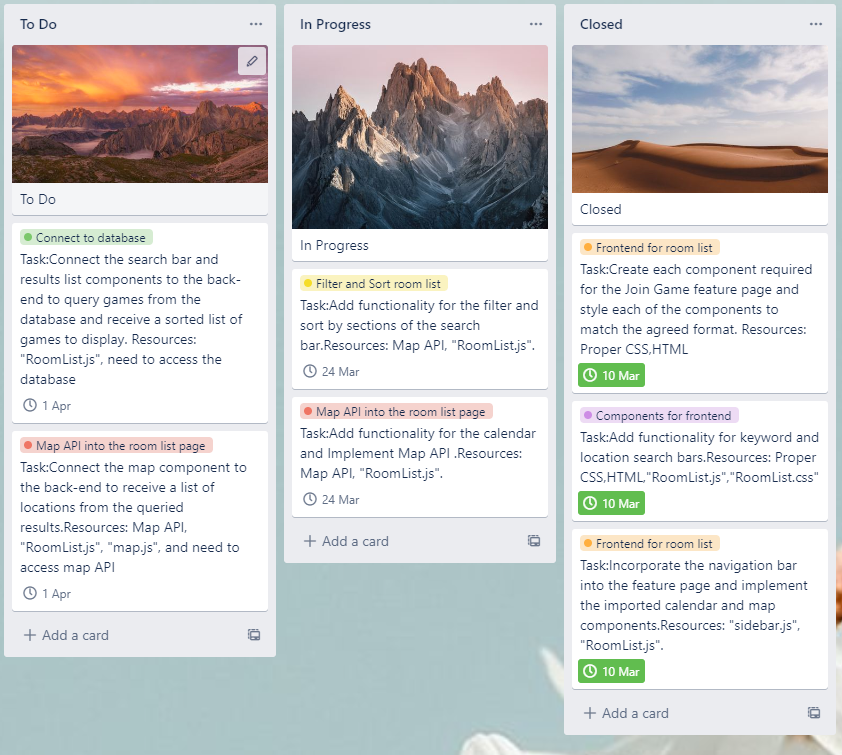 To Do
To Do
Connect to database
Task:Connect the search bar and
results list components to the back-
end to query games from the
database and receive a sorted list of
games to display. Resources:
"RoomList.js", need to access the
database
1 Apr
Map API into the room list page
Task:Connect the map component to
the back-end to receive a list of
locations from the queried
results.Resources: Map API,
"RoomList.js", "map.js", and need to
access map API
1 Apr
Add a card
In Progress
In Progress
Filter and Sort room list
Task:Add functionality for the filter and
sort by sections of the search
bar.Resources: Map API, "RoomList.js".
24 Mar
Map API into the room list page
Task:Add functionality for the calendar
and Implement Map API .Resources:
Map API, "RoomList.js".
24 Mar
Add a card
Closed
Closed
Frontend for room list
Task:Create each component required
for the Join Game feature page and
style each of the components to
match the agreed format. Resources:
Proper CSS,HTML
10 Mar
Components for frontend
Task:Add functionality for keyword and
location search bars.Resources: Proper
CSS,HTML,"RoomList.js","RoomList.css"
10 Mar
Frontend for room list
Task:Incorporate the navigation bar
into the feature page and implement
the imported calendar and map
components.Resources: "sidebar.js",
"RoomList.js".
10 Mar
Add a card